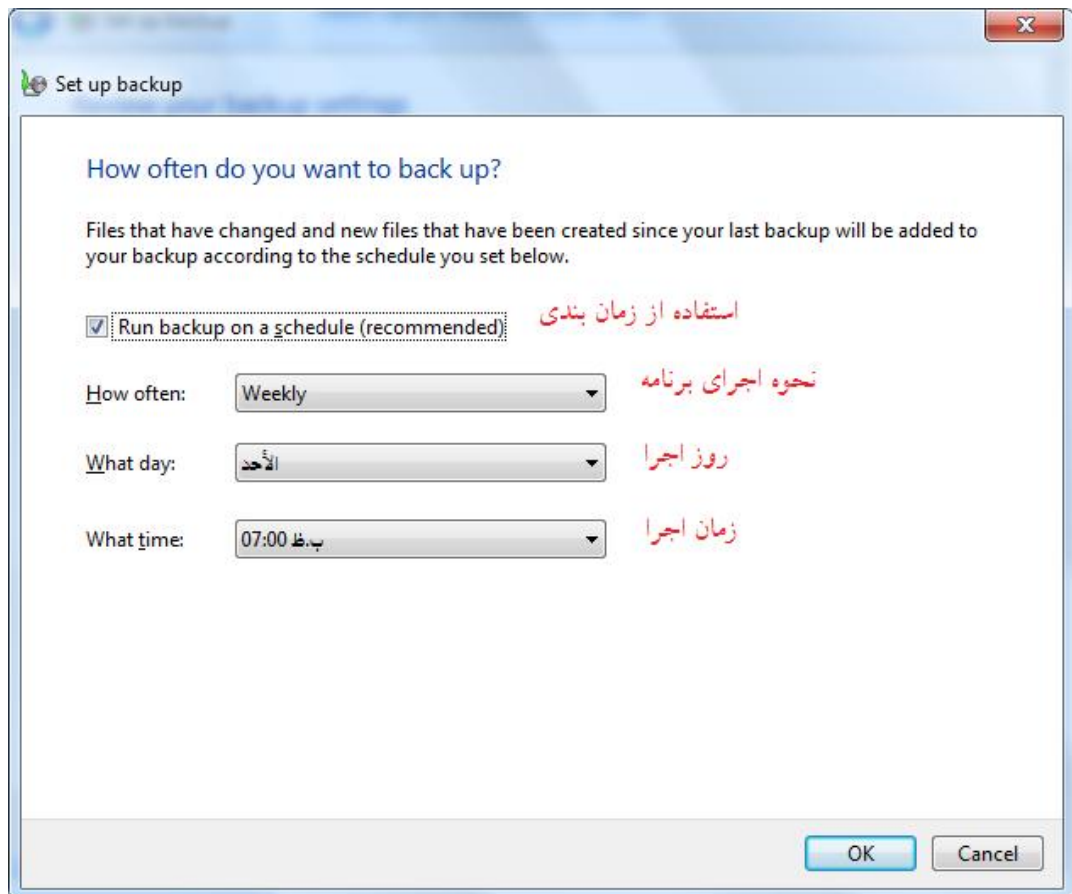 Set up backup
How often do you want to back up?
Files that have changed and new files that have been created since your last backup will be added to
your backup according to the schedule you set below.
Run backup on a schedule (recommended) استفاده از زمان بندی
How often: Weekly نحوه اجرای برنامه
What day: الأحد روز اجرا
What time: 07:00 ب.ظ زمان اجرا
OK Cancel